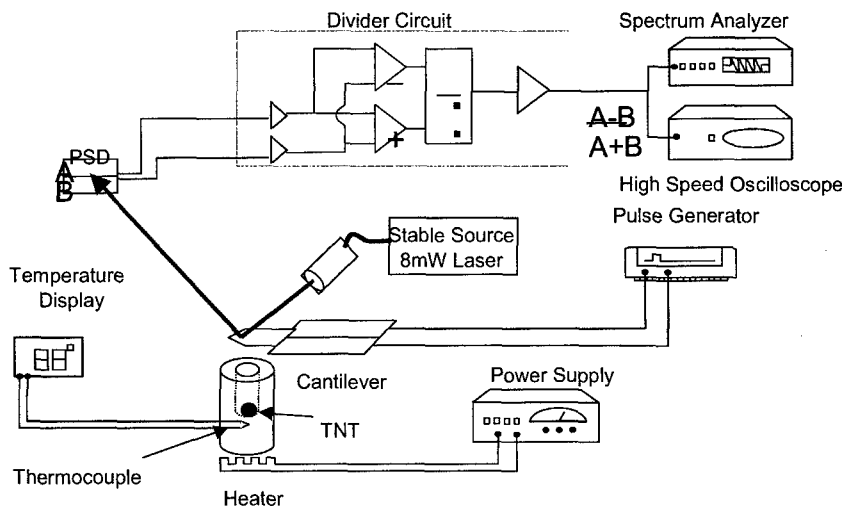 Divider Circuit
Spectrum Analyzer
A-B
A+B
PSD
A
B
High Speed Oscilloscope
Pulse Generator
Stable Source
8mW Laser
Temperature
Display
Cantilever
Power Supply
TNT
Thermocouple
Heater